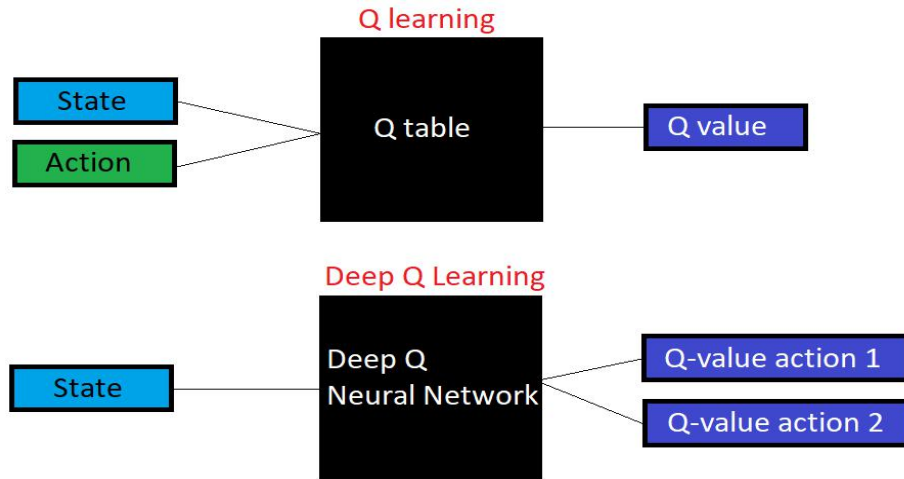 Q learning
State
Action
Q table
Q value
Deep Q Learning
State
Deep Q
Neural Network
Q-value action 1
Q-value action 2